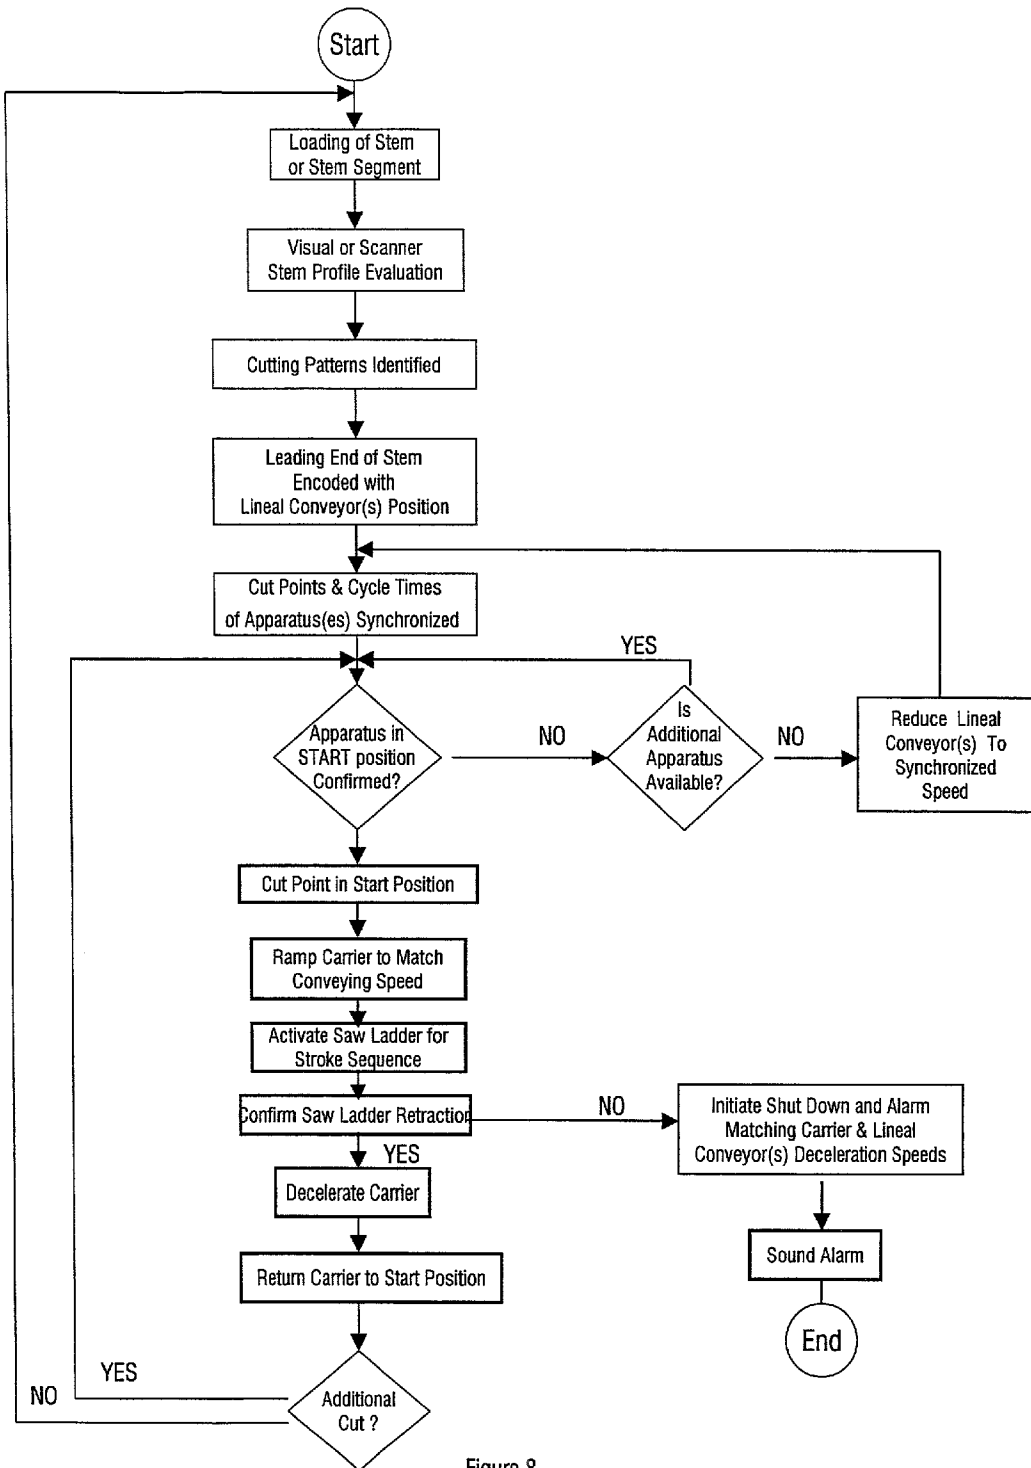 Start
Loading of Stem
or Stem Segment
Visual or Scanner
Stem Profile Evaluation
Cutting Patterns Identified
Leading End of Stem
Encoded with
Lineal Conveyor(s) Position
Cut Points & Cycle Times
of Apparatus(es) Synchronized
YES
Apparatus in
START position
Confirmed?
NO
Is
Additional
Apparatus
Available?
NO
Reduce Lineal
Conveyor(s) To
Synchronized
Speed
Cut Point in Start Position
Ramp Carrier to Match
Conveying Speed
Activate Saw Ladder for
Stroke Sequence
Confirm Saw Ladder Retraction
NO
Initiate Shut Down and Alarm
Matching Carrier & Lineal
Conveyor(s) Deceleration Speeds
YES
Decelerate Carrier
Sound Alarm
Return Carrier to Start Position
End
YES
NO
Additional
Cut ?
Figure 8